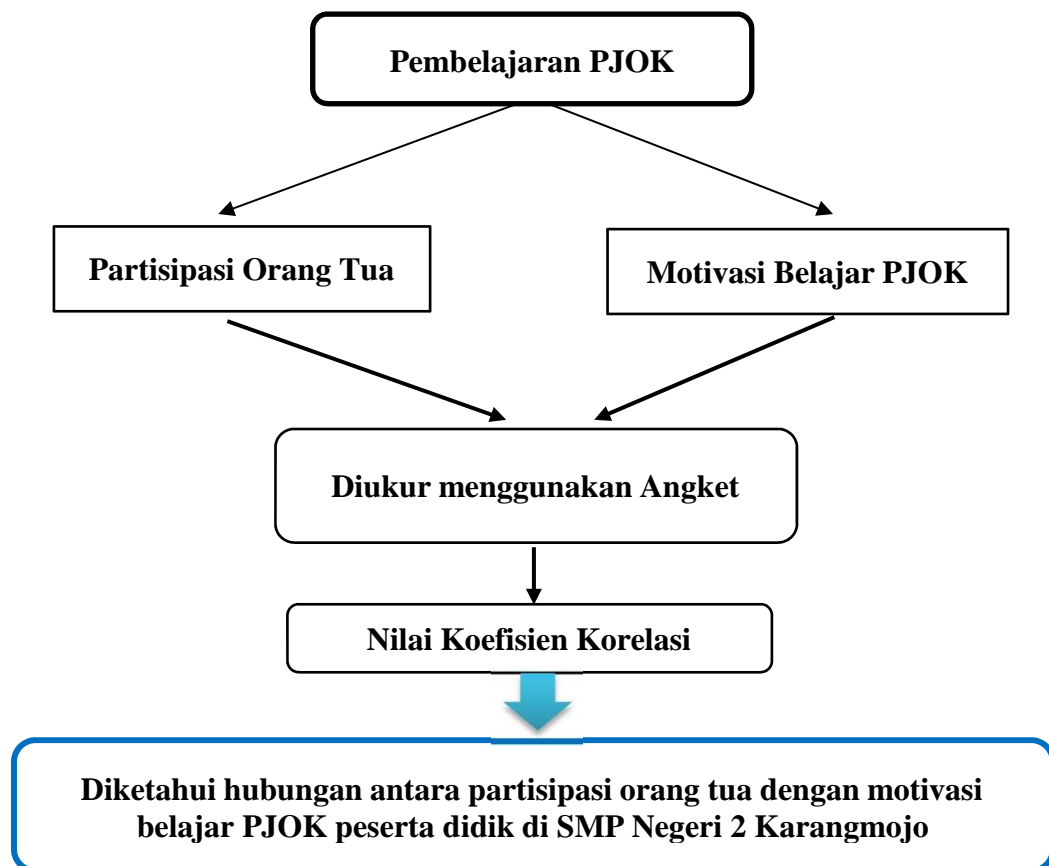 Pembelajaran PJOK
Partisipasi Orang Tua
Motivasi Belajar PJOK
Diukur menggunakan Angket
Nilai Koefisien Korelasi
Diketahui hubungan antara partisipasi orang tua dengan motivasi
belajar PJOK peserta didik di SMP Negeri 2 Karangmojo